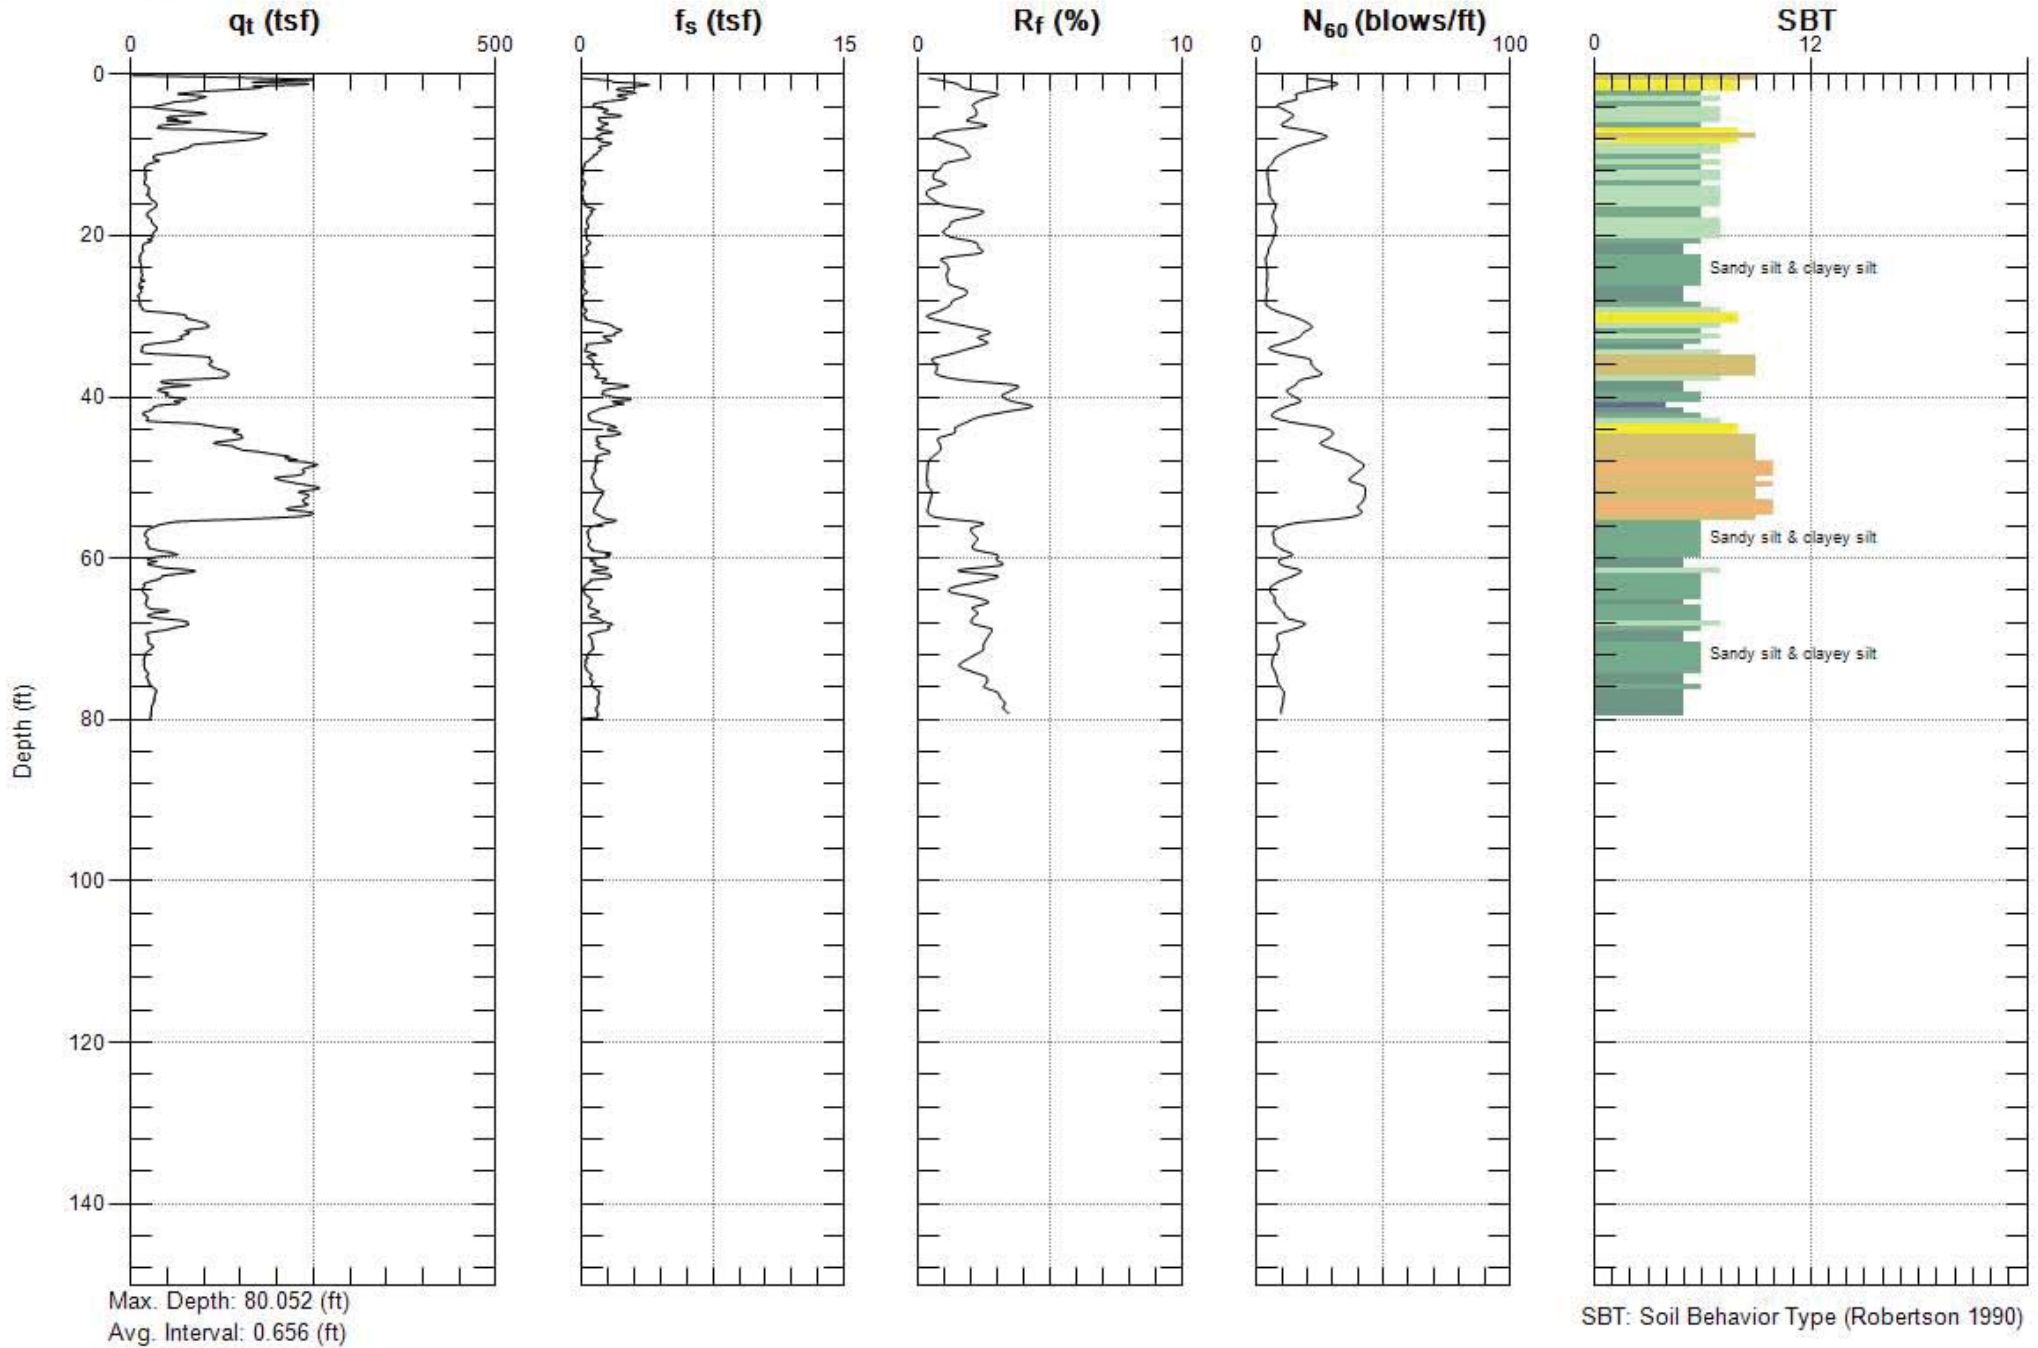 qt (tsf) fs (tsf) Rf (%) N60 (blows/ft) SBT
0 500 0 15 0 10 0 100 0 12
0
20
Sandy silt & clayey silt
40
Sandy silt & clayey silt
60
Sandy silt & clayey silt
Depth (ft)
80
100
120
140
Max. Depth: 80.052 (ft)
Avg. Interval: 0.656 (ft)
SBT: Soil Behavior Type (Robertson 1990)